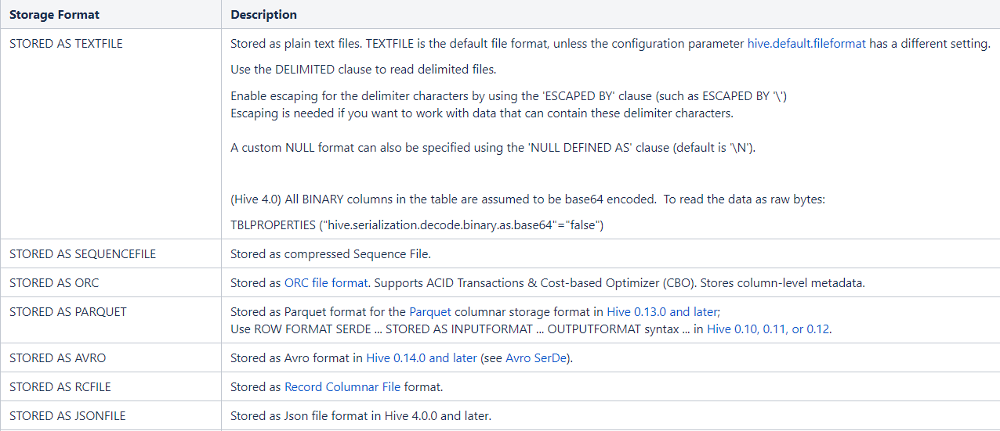 Storage Format
Description
STORED AS TEXTFILE
Stored as plain text files. TEXTFILE is the default file format, unless the configuration parameter hive.default.fileformat has a different setting.
Use the DELIMITED clause to read delimited files.
Enable escaping for the delimiter characters by using the 'ESCAPED BY' clause (such as ESCAPED BY '\')
Escaping is needed if you want to work with data that can contain these delimiter characters.
A custom NULL format can also be specified using the 'NULL DEFINED AS' clause (default is '\N').
(Hive 4.0) All BINARY columns in the table are assumed to be base64 encoded.  To read the data as raw bytes:
TBLPROPERTIES ("hive.serialization.decode.binary.as.base64"="false")
STORED AS SEQUENCEFILE
Stored as compressed Sequence File.
STORED AS ORC
Stored as ORC file format. Supports ACID Transactions & Cost-based Optimizer (CBO). Stores column-level metadata.
STORED AS PARQUET
Stored as Parquet format for the Parquet columnar storage format in Hive 0.13.0 and later;
Use ROW FORMAT SERDE ... STORED AS INPUTFORMAT ... OUTPUTFORMAT syntax ... in Hive 0.10, 0.11, or 0.12.
STORED AS AVRO
Stored as Avro format in Hive 0.14.0 and later (see Avro SerDe).
STORED AS RCFILE
Stored as Record Columnar File format.
STORED AS JSONFILE
Stored as Json file format in Hive 4.0.0 and later.